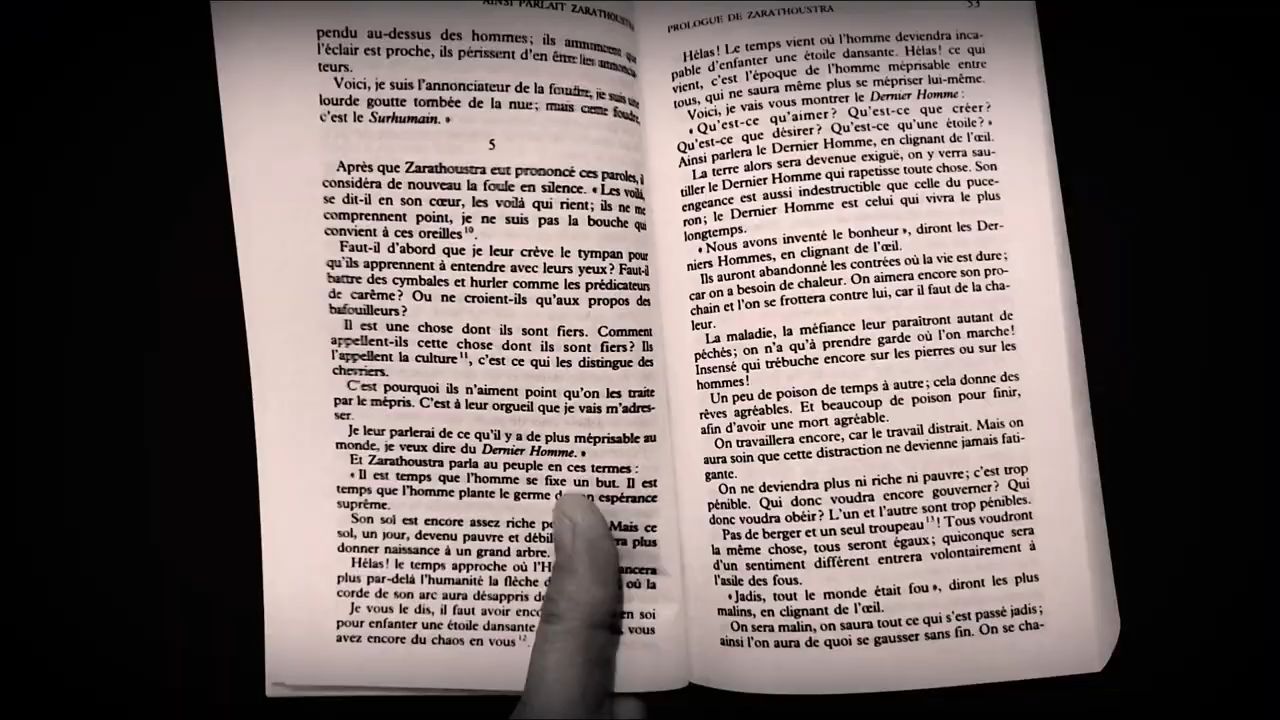 AINSI PARLAIT ZARATHOUSTRA
pendu au-dessus des hommes; ils annoncent que
l'éclair est proche, ils périssent d'en être les annoncia-
teurs.
Voici, je suis l'annonciateur de la foudre, je suis une
lourde goutte tombée de la nue; mais cette foudre,
c'est le Surhumain. »
5
Après que Zarathoustra eut prononcé ces paroles, il
considéra de nouveau la foule en silence. « Les voilà,
se dit-il en son cœur, les voilà qui rient; ils ne me
comprennent point, je ne suis pas la bouche qui
convient à ces oreilles¹⁰.
Faut-il d'abord que je leur crève le tympan pour
qu'ils apprennent à entendre avec leurs yeux? Faut-il
battre des cymbales et hurler comme les prédicateurs
de carême? Ou ne croient-ils qu'aux propos des
bafouilleurs?
Il est une chose dont ils sont fiers. Comment
appellent-ils cette chose dont ils sont fiers? Ils
l'appellent la culture¹¹, c'est ce qui les distingue des
chevriers.
C'est pourquoi ils n'aiment point qu'on les traite
par le mépris. C'est à leur orgueil que je vais m'adres-
ser.
Je leur parlerai de ce qu'il y a de plus méprisable au
monde, je veux dire du Dernier Homme. »
Et Zarathoustra parla au peuple en ces termes :
« Il est temps que l'homme se fixe un but. Il est
temps que l'homme plante le germe de son espérance
suprême.
Son sol est encore assez riche Mais ce
sol, un jour, devenu pauvre et débile plus
donner naissance à un grand arbre.
Hélas! le temps approche où
plus par-delà l'humanité la flèche où la
corde de son arc aura désappris
Je vous le dis, il faut avoir en soi
pour enfanter une étoile dansante vous
avez encore du chaos en vous¹².
PROLOGUE DE ZARATHOUSTRA 53
Hélas! Le temps vient où l'homme deviendra inca-
pable d'enfanter une étoile dansante. Hélas! ce qui
vient, c'est l'époque de l'homme méprisable entre
tous, qui ne saura même plus se mépriser lui-même.
Voici, je vais vous montrer le Dernier Homme :
« Qu'est-ce qu'aimer? Qu'est-ce que créer?
Qu'est-ce que désirer? Qu'est-ce qu'une étoile? »
Ainsi parlera le Dernier Homme, en clignant de l'œil.
La terre alors sera devenue exiguë, on y verra sau-
tiller le Dernier Homme qui rapetisse toute chose. Son
engeance est aussi indestructible que celle du puce-
ron; le Dernier Homme est celui qui vivra le plus
longtemps.
« Nous avons inventé le bonheur », diront les Der-
niers Hommes, en clignant de l'œil.
Ils auront abandonné les contrées où la vie est dure;
car on a besoin de chaleur. On aimera encore son pro-
chain et l'on se frottera contre lui, car il faut de la cha-
leur.
La maladie, la méfiance leur paraîtront autant de
péchés; on n'a qu'à prendre garde où l'on marche!
Insensé qui trébuche encore sur les pierres ou sur les
hommes!
Un peu de poison de temps à autre; cela donne des
rêves agréables. Et beaucoup de poison pour finir,
afin d'avoir une mort agréable.
On travaillera encore, car le travail distrait. Mais on
aura soin que cette distraction ne devienne jamais fati-
gante.
On ne deviendra plus ni riche ni pauvre; c'est trop
pénible. Qui donc voudra encore gouverner? Qui
donc voudra obéir? L'un et l'autre sont trop pénibles.
Pas de berger et un seul troupeau¹³! Tous voudront
la même chose, tous seront égaux; quiconque sera
d'un sentiment différent entrera volontairement à
l'asile des fous.
« Jadis, tout le monde était fou », diront les plus
malins, en clignant de l'œil.
On sera malin, on saura tout ce qui s'est passé jadis;
ainsi l'on aura de quoi se gausser sans fin. On se cha-